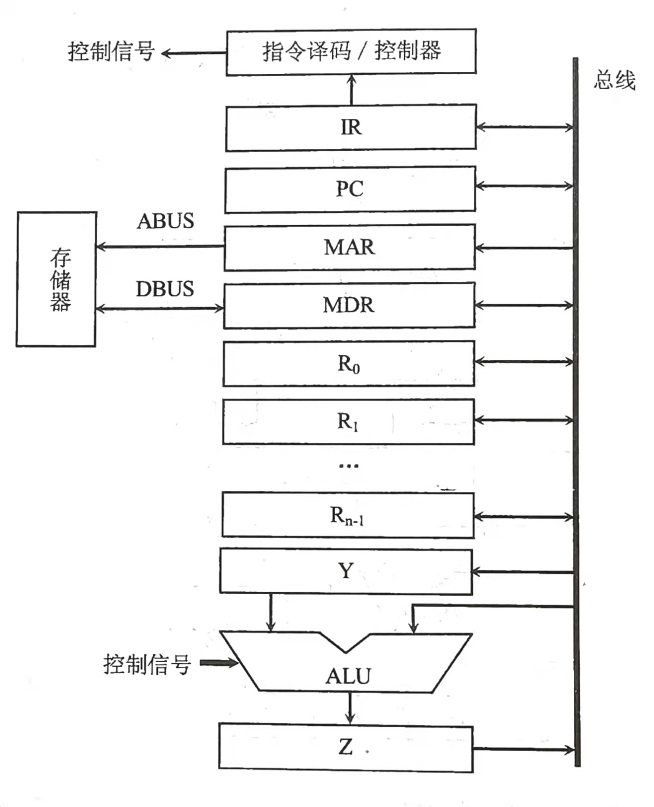 控制信号
指令译码 / 控制器
总线
IR
PC
ABUS
MAR
存储器
DBUS
MDR
R₀
R₁
...
Rₙ₋₁
Y
控制信号
ALU
Z